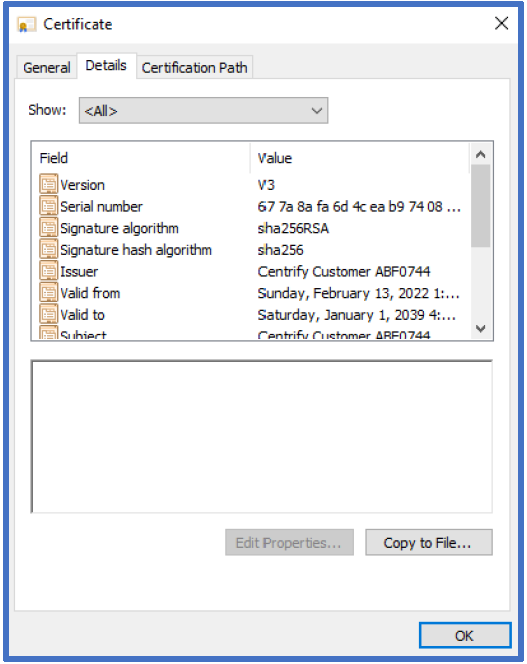 Certificate
General Details Certification Path
Show: <All>
Field Value
Version V3
Serial number 67 7a 8a fa 6d 4c ea b9 74 08 ...
Signature algorithm sha256RSA
Signature hash algorithm sha256
Issuer Centrify Customer ABF0744
Valid from Sunday, February 13, 2022 1:...
Valid to Saturday, January 1, 2039 4:...
Subject Centrify Customer ABF0744
Edit Properties... Copy to File...
OK